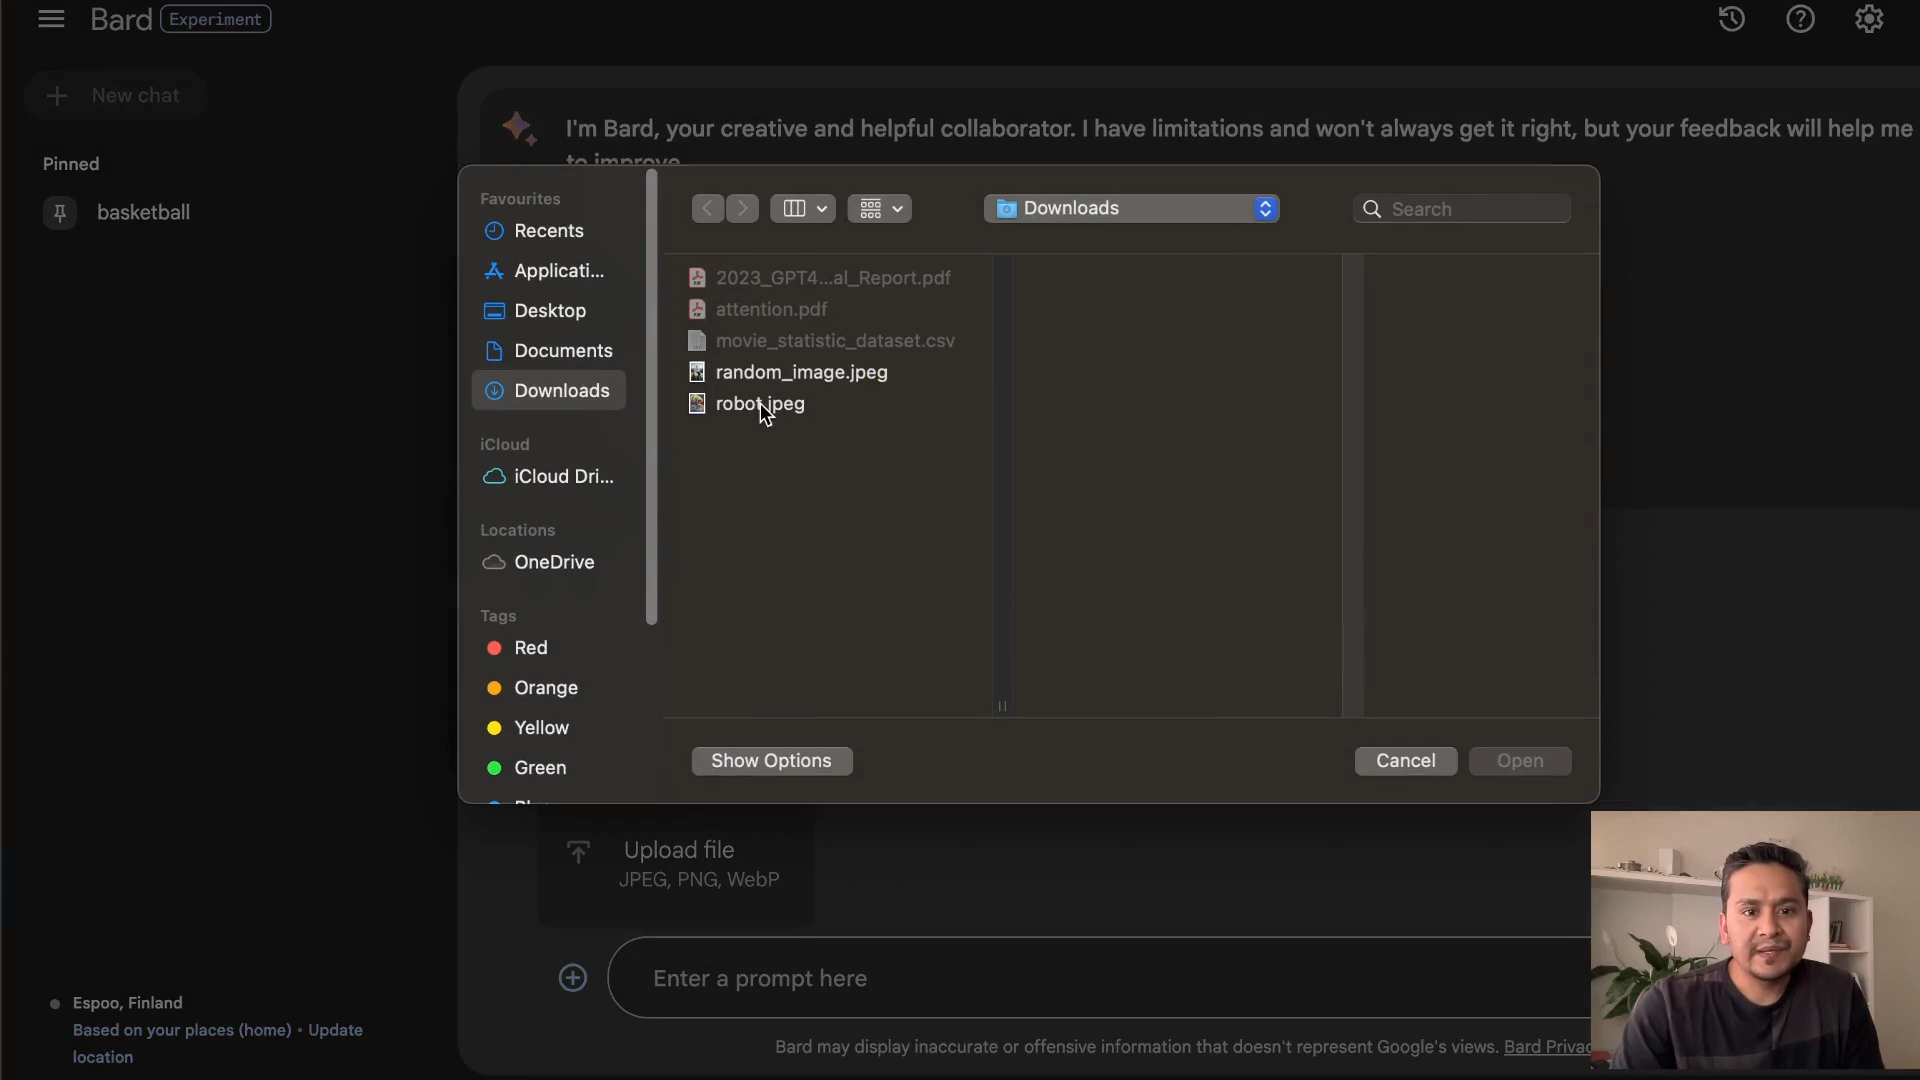 Bard Experiment
New chat
Pinned
basketball
I'm Bard, your creative and helpful collaborator. I have limitations and won't always get it right, but your feedback will help me
to improve.
Favourites
Recents
Applicati...
Desktop
Documents
Downloads
iCloud
iCloud Dri...
Locations
OneDrive
Tags
Red
Orange
Yellow
Green
Downloads
Search
2023_GPT4...al_Report.pdf
attention.pdf
movie_statistic_dataset.csv
random_image.jpeg
robot.jpeg
Show Options
Cancel
Open
Upload file
JPEG, PNG, WebP
Enter a prompt here
Espoo, Finland
Based on your places (home) • Update
location
Bard may display inaccurate or offensive information that doesn't represent Google's views. Bard